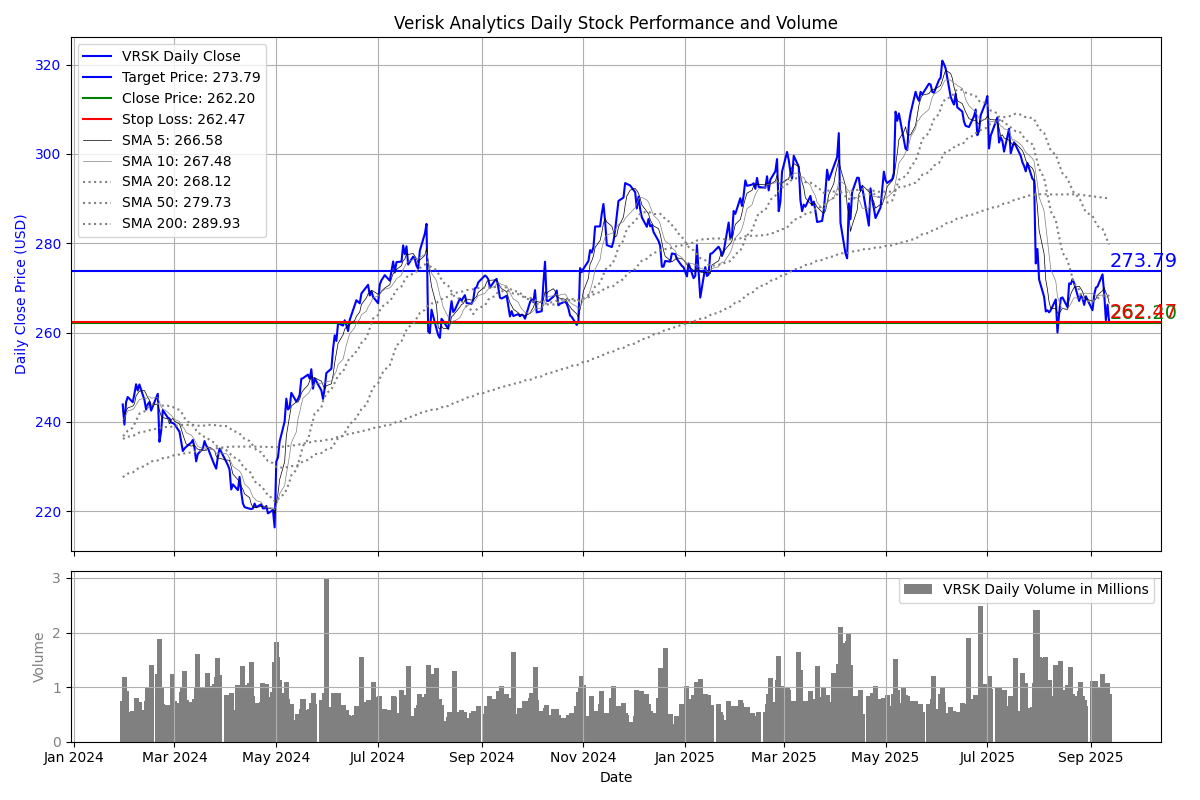 Verisk Analytics Daily Stock Performance and Volume
Daily Close Price (USD)
320
300
280
260
240
220
VRSK Daily Close
Target Price: 273.79
Close Price: 262.20
Stop Loss: 262.47
SMA 5: 266.58
SMA 10: 267.48
SMA 20: 268.12
SMA 50: 279.73
SMA 200: 289.93
273.79
262.47
262.20
Volume
3
2
1
0
VRSK Daily Volume in Millions
Jan 2024 Mar 2024 May 2024 Jul 2024 Sep 2024 Nov 2024 Jan 2025 Mar 2025 May 2025 Jul 2025 Sep 2025
Date